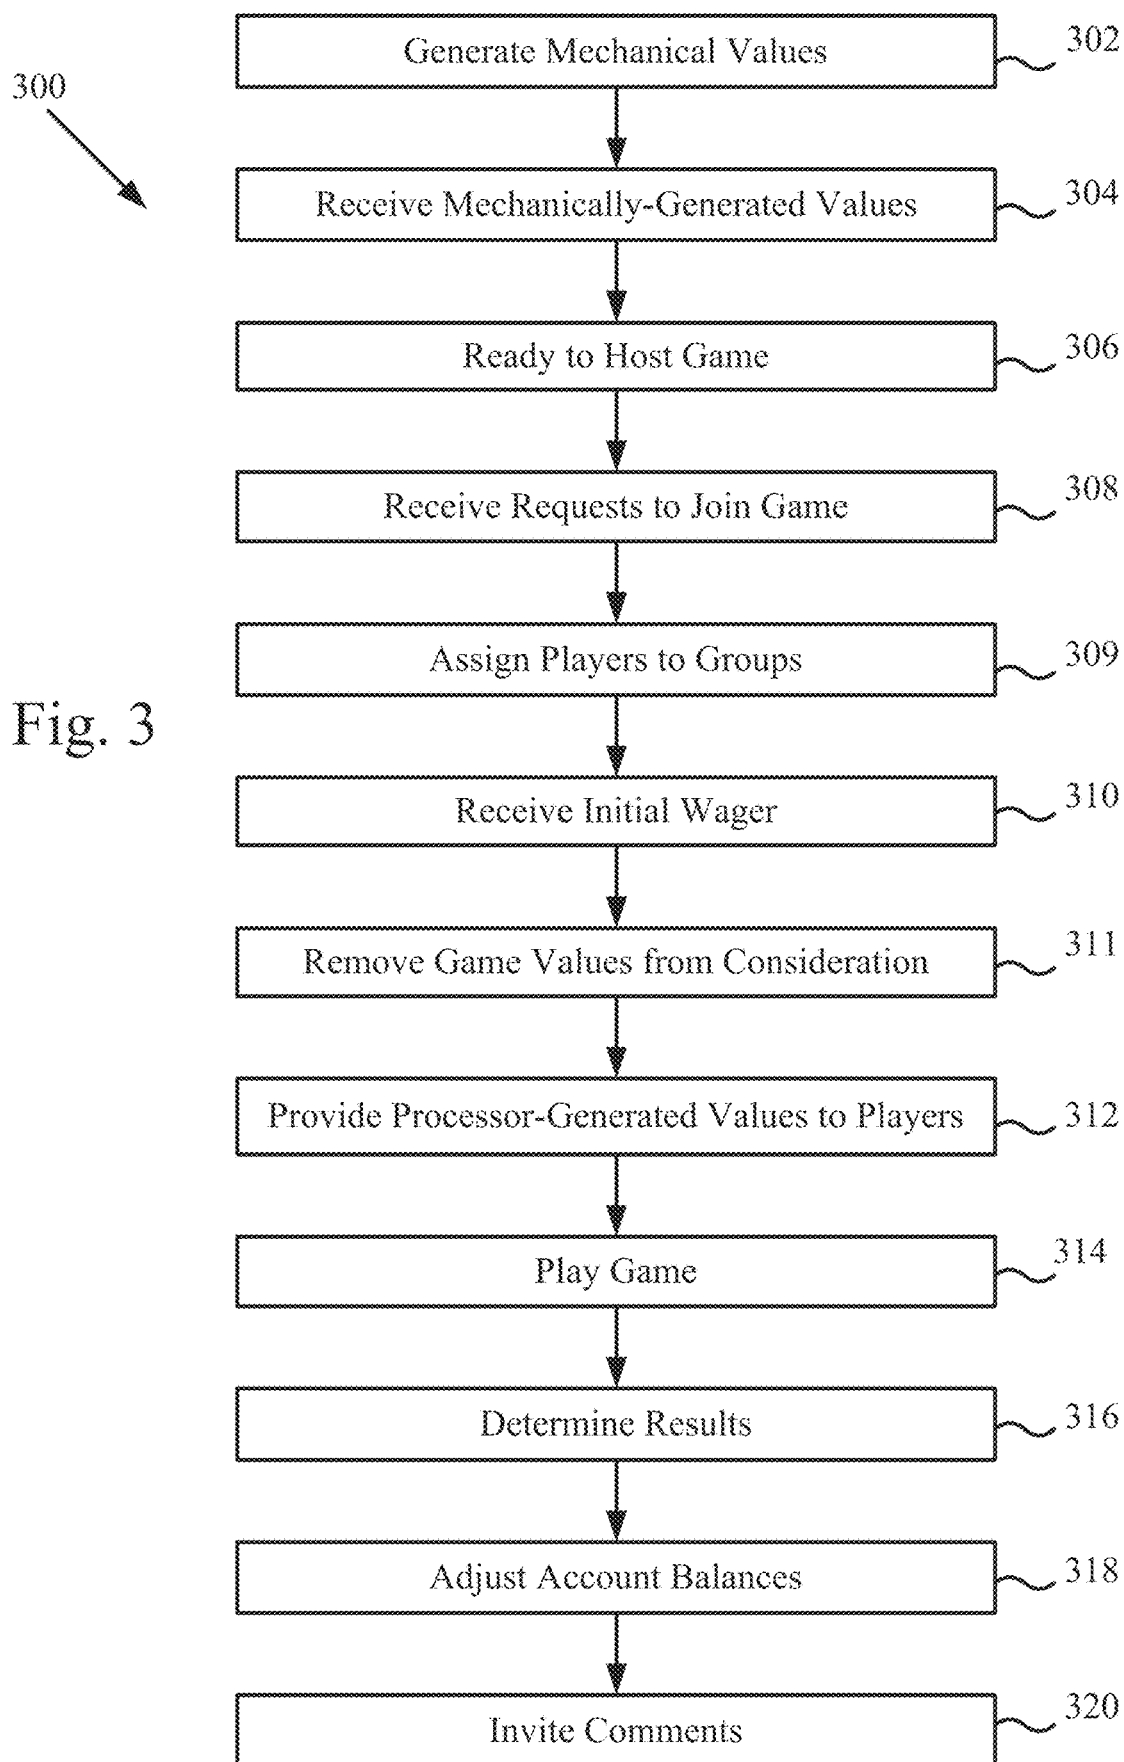 Generate Mechanical Values 302
300
Receive Mechanically-Generated Values 304
Ready to Host Game 306
Receive Requests to Join Game 308
Assign Players to Groups 309
Fig. 3
Receive Initial Wager 310
Remove Game Values from Consideration 311
Provide Processor-Generated Values to Players 312
Play Game 314
Determine Results 316
Adjust Account Balances 318
Invite Comments 320